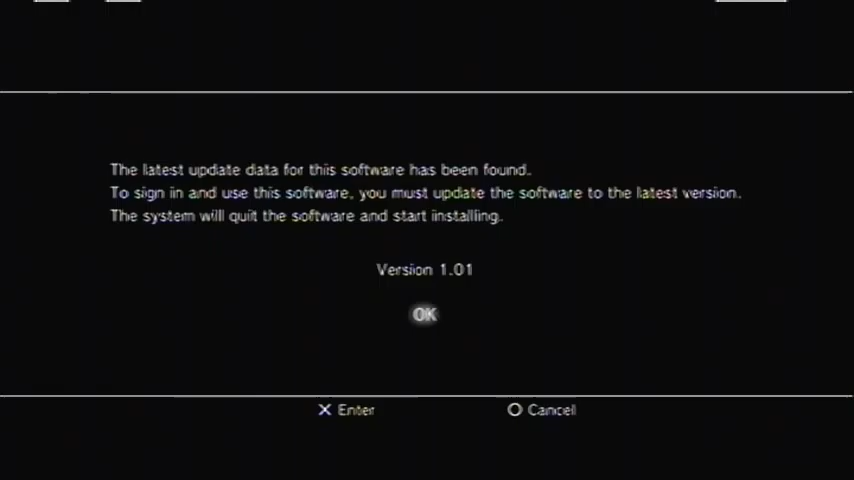 The latest update data for this software has been found.
To sign in and use this software, you must update the software to the latest version.
The system will quit the software and start installing.
Version 1.01
OK
X Enter
O Cancel